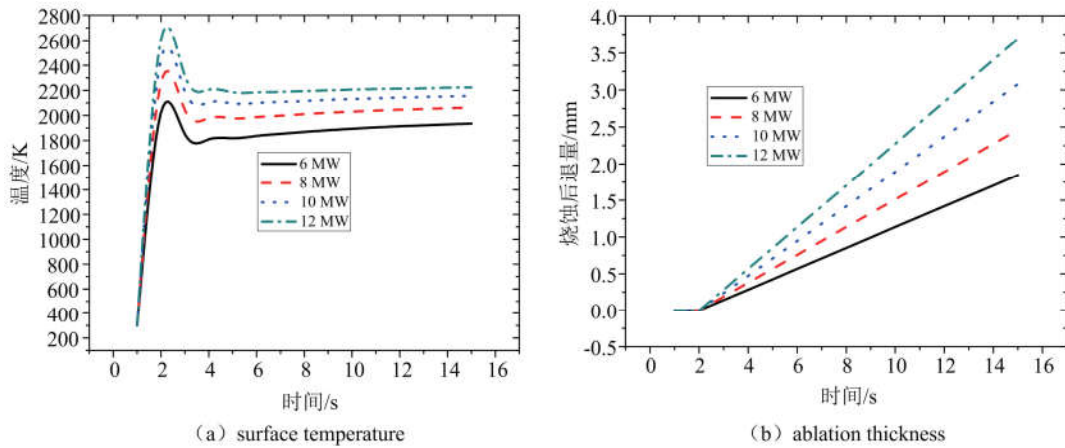 2800
2600
2400
2200
2000
1800
1600
1400
1200
1000
800
600
400
200
温度/K
6 MW
8 MW
10 MW
12 MW
0 2 4 6 8 10 12 14 16
时间/s
(a) surface temperature
4.0
3.5
3.0
2.5
2.0
1.5
1.0
0.5
0.0
-0.5
烧蚀后退量/mm
6 MW
8 MW
10 MW
12 MW
0 2 4 6 8 10 12 14 16
时间/s
(b) ablation thickness